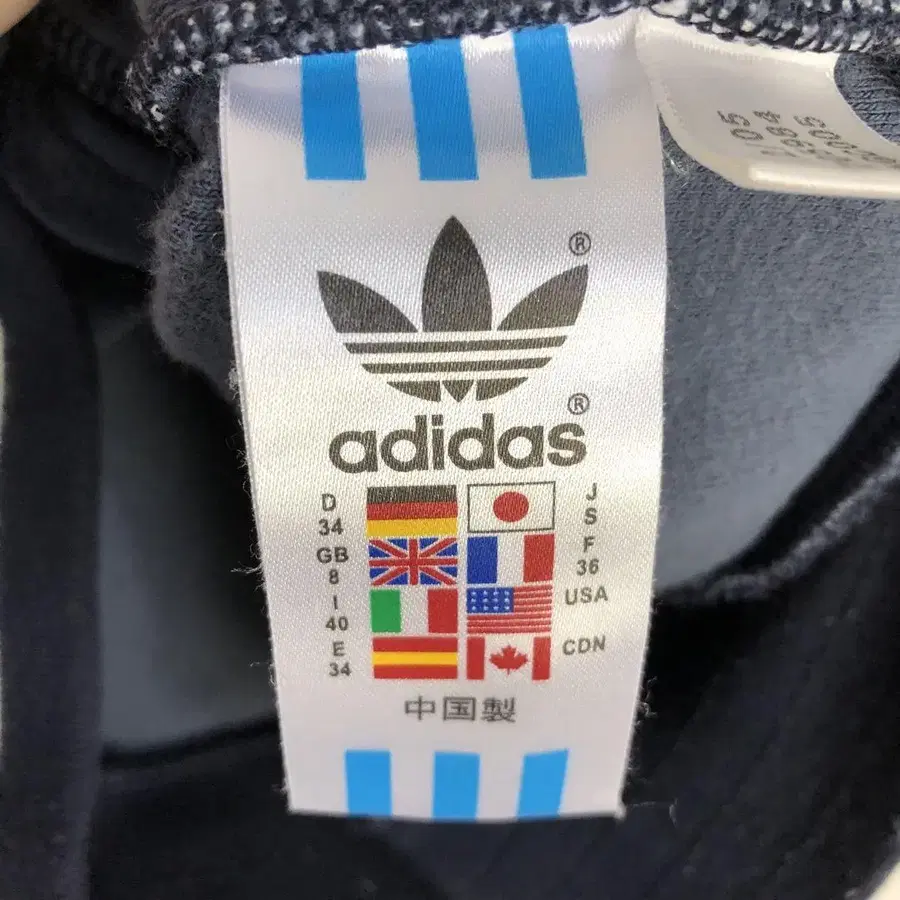 ®
®
adidas
D
34
J
S
GB
8
F
36
I
40
USA
E
34
CDN
中国製